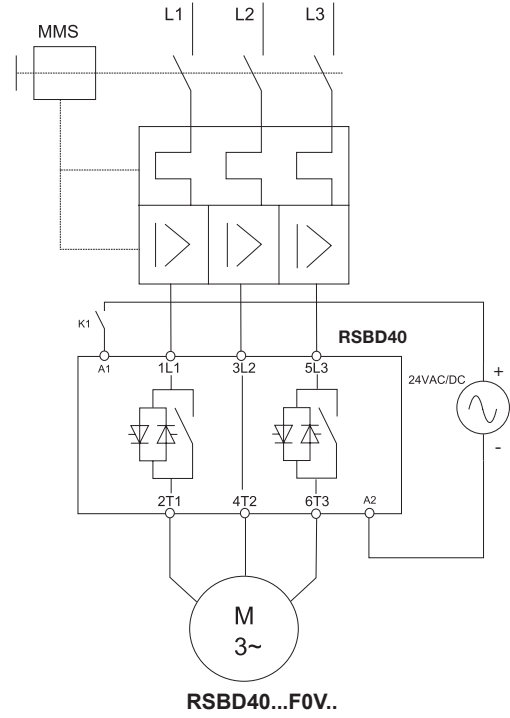 L1 L2 L3
MMS
K1
RSBD40
A1 1L1 3L2 5L3
24VAC/DC
+
-
2T1 4T2 6T3 A2
M
3~
RSBD40...F0V..